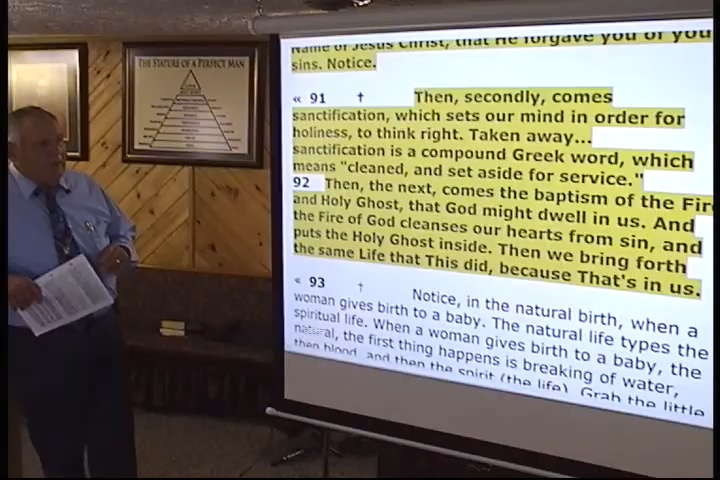 THE STATURE OF A PERFECT MAN
Name of Jesus Christ, that He forgave you of you
sins. Notice.
« 91 † Then, secondly, comes
sanctification, which sets our mind in order for
holiness, to think right. Taken away...
sanctification is a compound Greek word, which
means "cleaned, and set aside for service."
92 Then, the next, comes the baptism of the Fir
and Holy Ghost, that God might dwell in us. And
the Fire of God cleanses our hearts from sin, and
puts the Holy Ghost inside. Then we bring forth
the same Life that This did, because That's in us.
« 93 † Notice, in the natural birth, when a
woman gives birth to a baby. The natural life types the
spiritual life. When a woman gives birth to a baby, the
natural, the first thing happens is breaking of water,
then blood, and then the spirit (the life). Grab the little